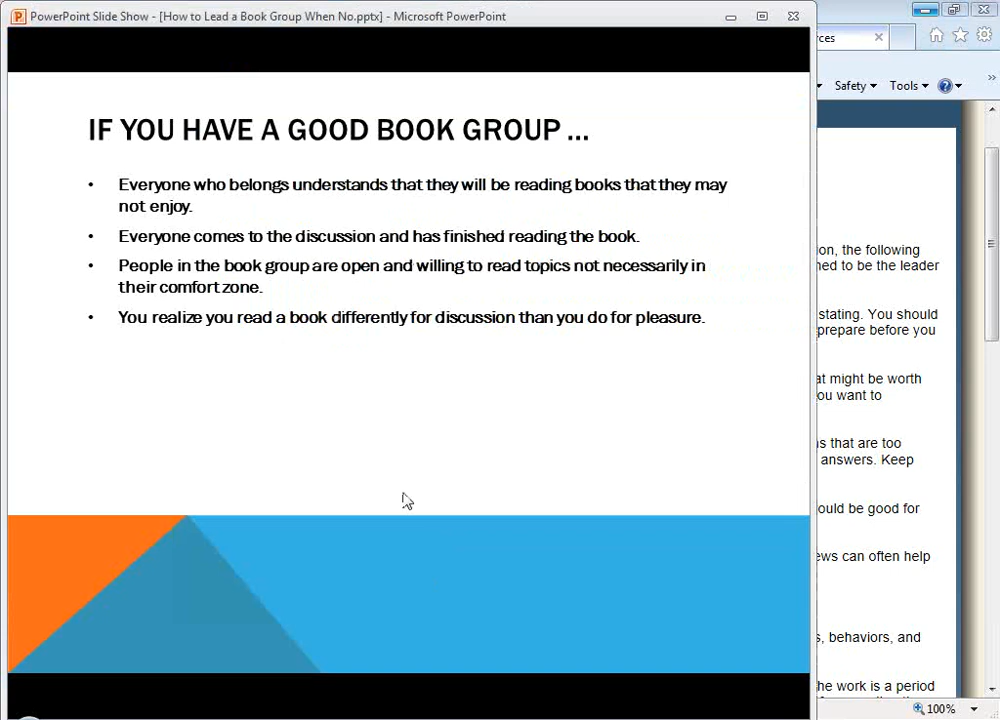 PowerPoint Slide Show - [How to Lead a Book Group When No.pptx] - Microsoft PowerPoint
IF YOU HAVE A GOOD BOOK GROUP ...
• Everyone who belongs understands that they will be reading books that they may
not enjoy.
• Everyone comes to the discussion and has finished reading the book.
• People in the book group are open and willing to read topics not necessarily in
their comfort zone.
• You realize you read a book differently for discussion than you do for pleasure.
Safety Tools
on, the following
to be the leader
stating. You should
prepare before you
might be worth
you want to
that are too
answers. Keep
ould be good for
can often help
behaviors, and
the work is a period
100%